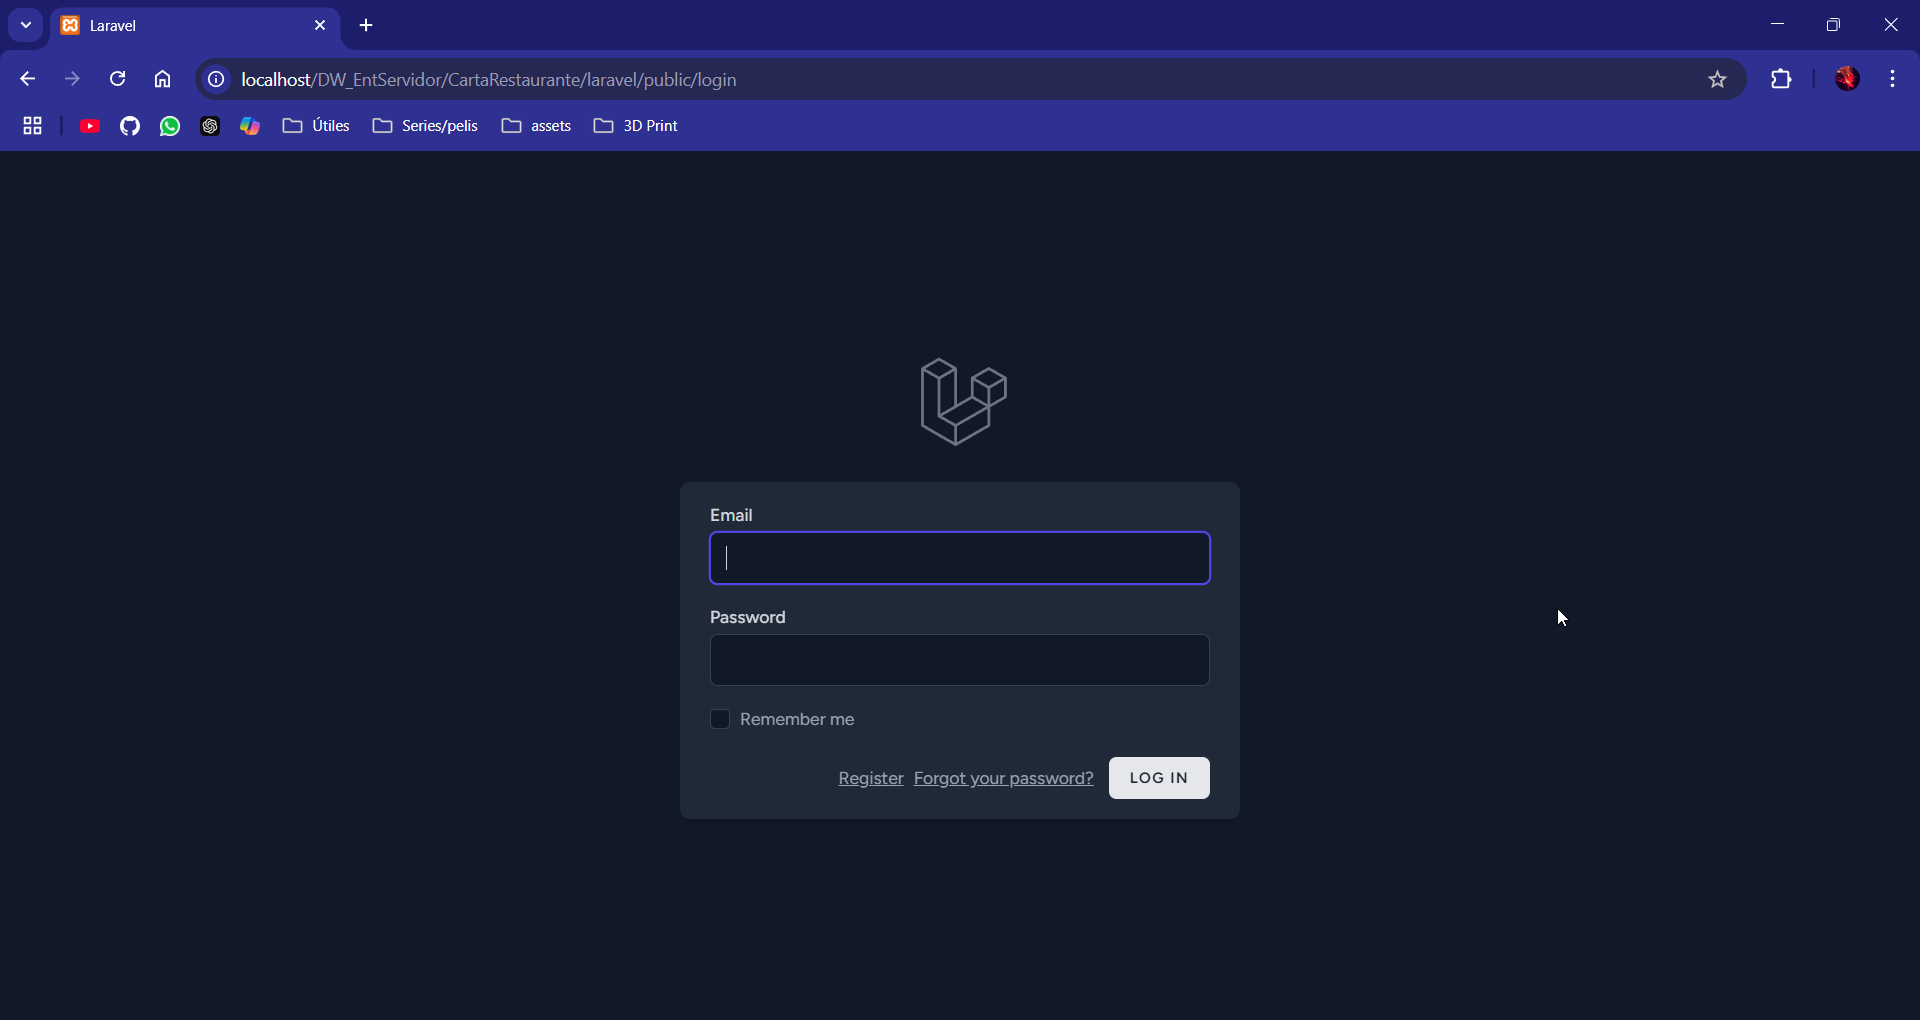 Laravel
localhost/DW_EntServidor/CartaRestaurante/laravel/public/login
Útiles Series/pelis assets 3D Print
Email
Password
Remember me
Register Forgot your password? LOG IN